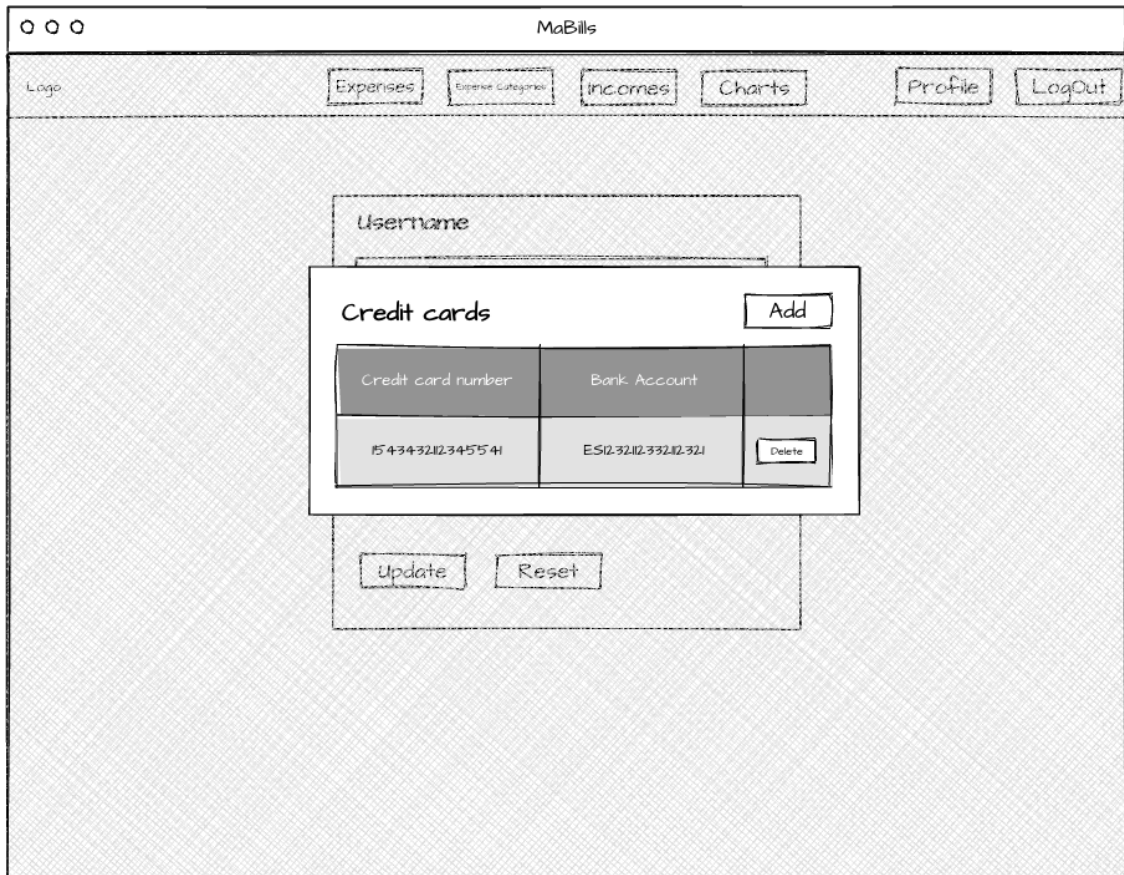 MaBills
Logo Expenses Expense Categories Incomes Charts Profile LogOut
Username
Credit cards Add
Credit card number Bank Account
1543432112345541 ES1232112332112321 Delete
Update Reset